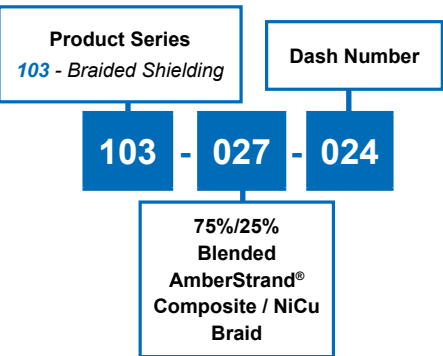 Product Series
103 - Braided Shielding
Dash Number
103 - 027 - 024
75%/25%
Blended
AmberStrand®
Composite / NiCu
Braid